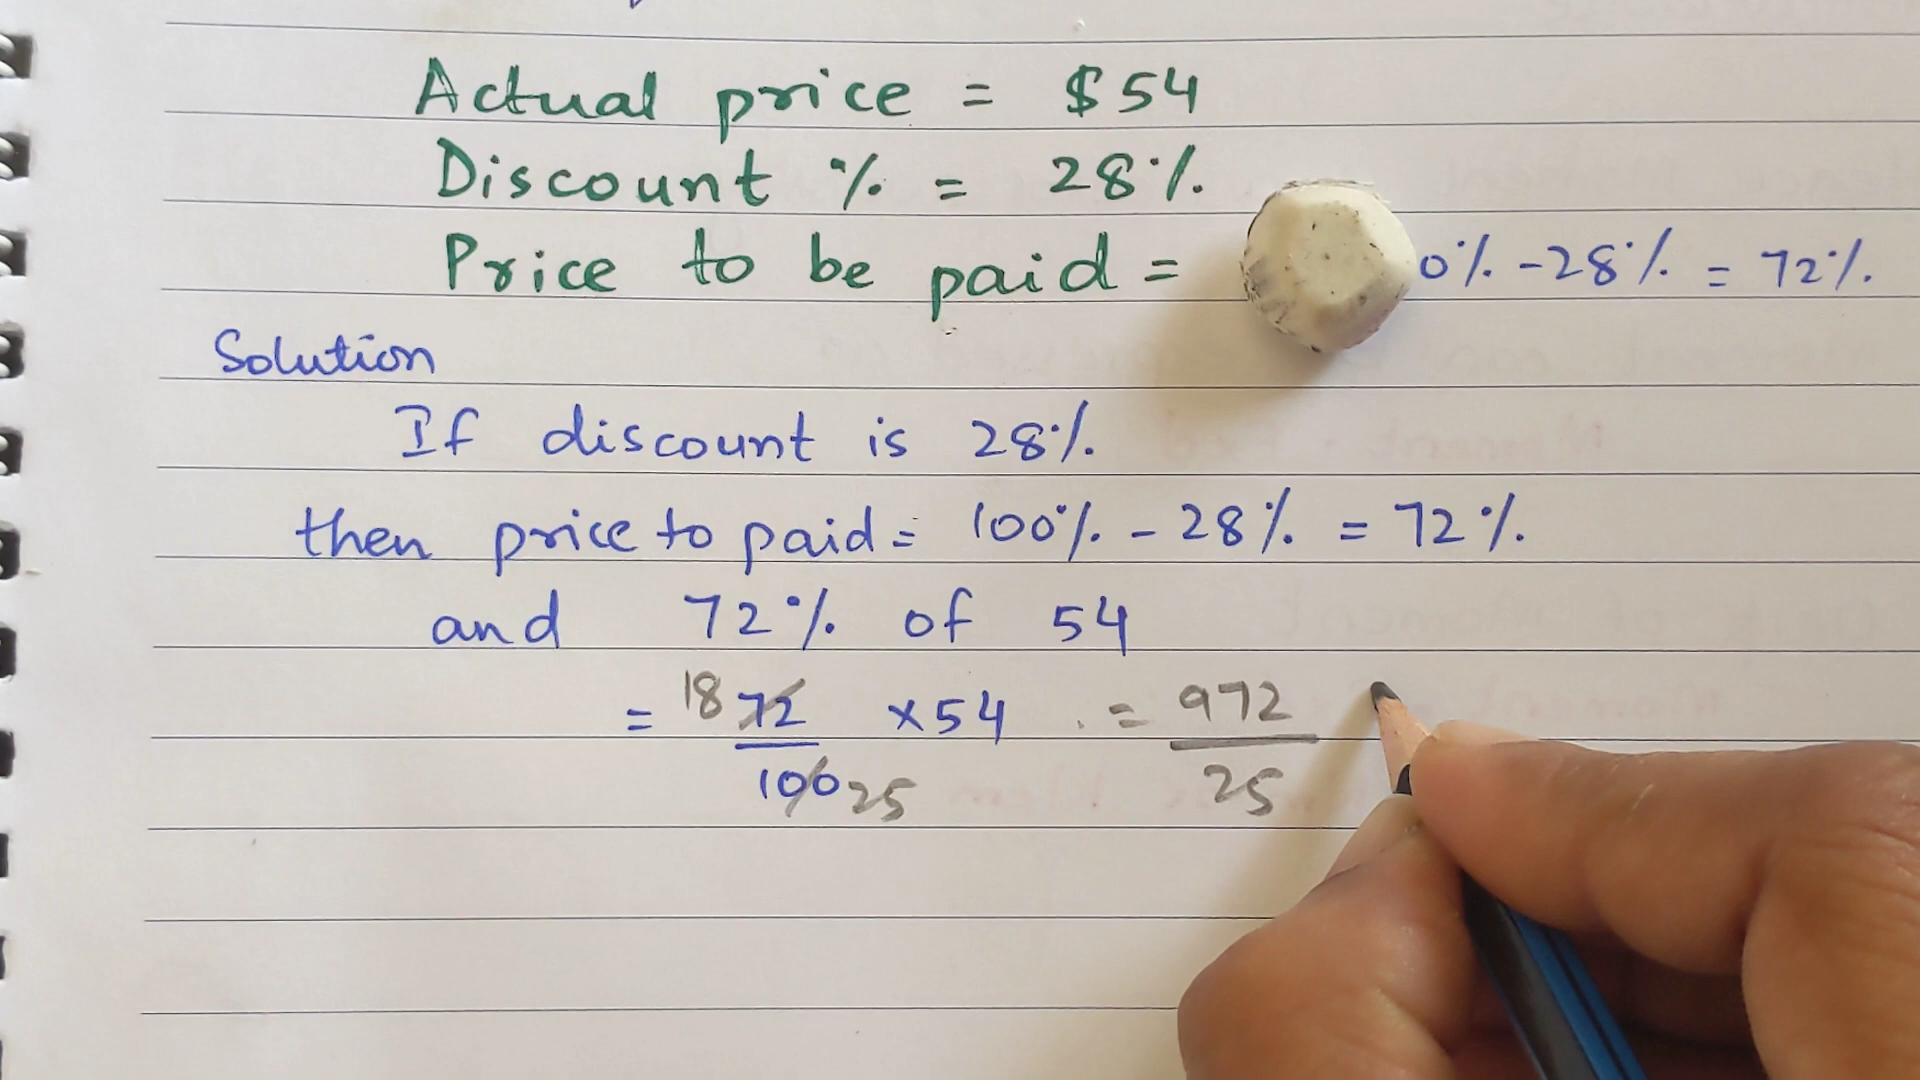 Actual price = $54
Discount % = 28%
Price to be paid = 0% - 28% = 72%
Solution
If discount is 28%
then price to paid = 100% - 28% = 72%
and 72% of 54
= 18 72 × 54 = 972
100 25 25